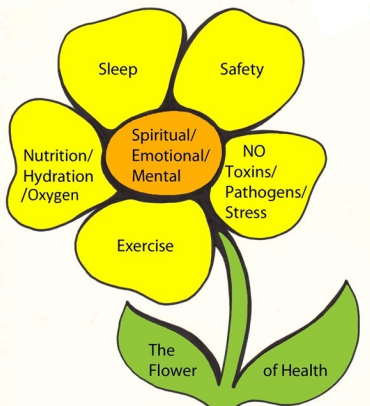 Sleep
Safety
Spiritual/
Emotional/
Mental
Nutrition/
Hydration
/Oxygen
NO
Toxins/
Pathogens/
Stress
Exercise
The
Flower
of Health